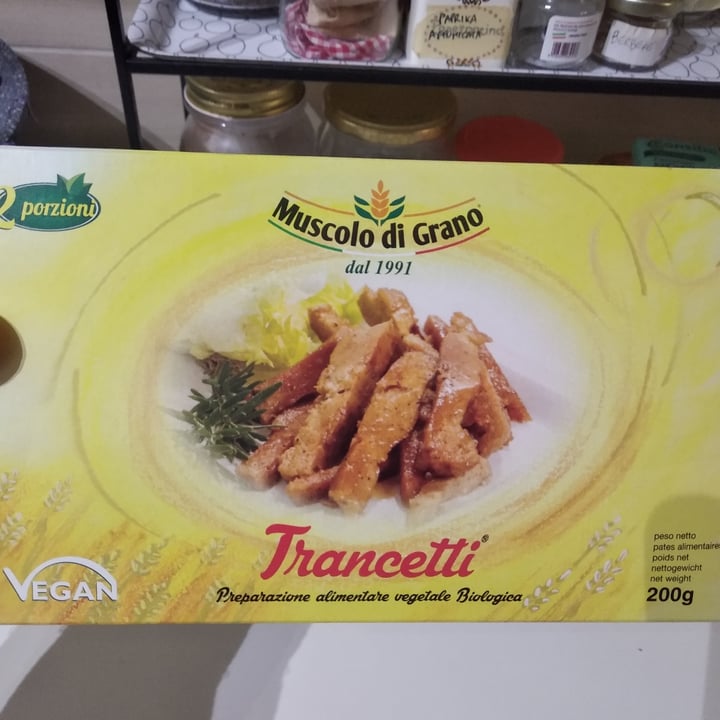 PAPRIKA
AFFUMICATA
2 porzioni
Muscolo di Grano®
dal 1991
Trancetti®
Preparazione alimentare vegetale Biologica
VEGAN
peso netto
pates alimentaires
poids net
nettogewicht
net weight
200g